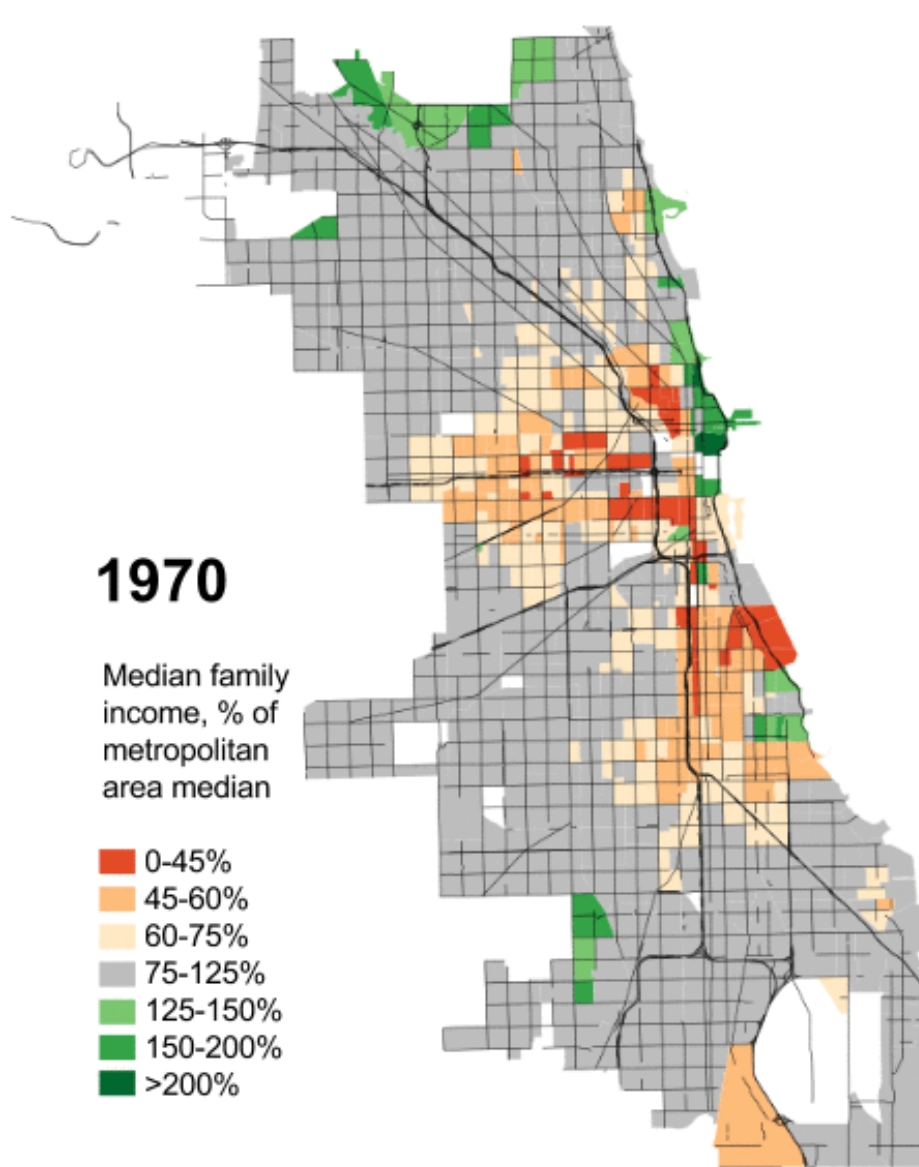 1970
Median family
income, % of
metropolitan
area median
0-45%
45-60%
60-75%
75-125%
125-150%
150-200%
>200%